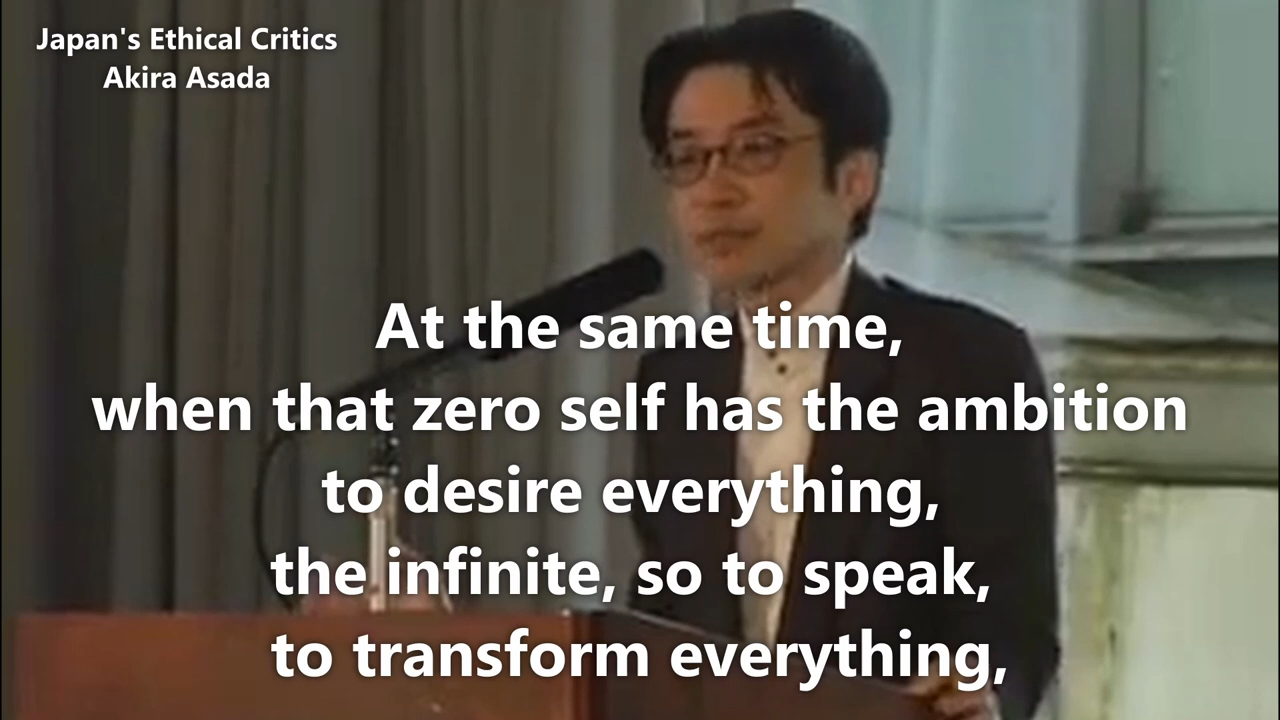 Japan's Ethical Critics
Akira Asada
At the same time,
when that zero self has the ambition
to desire everything,
the infinite, so to speak,
to transform everything,